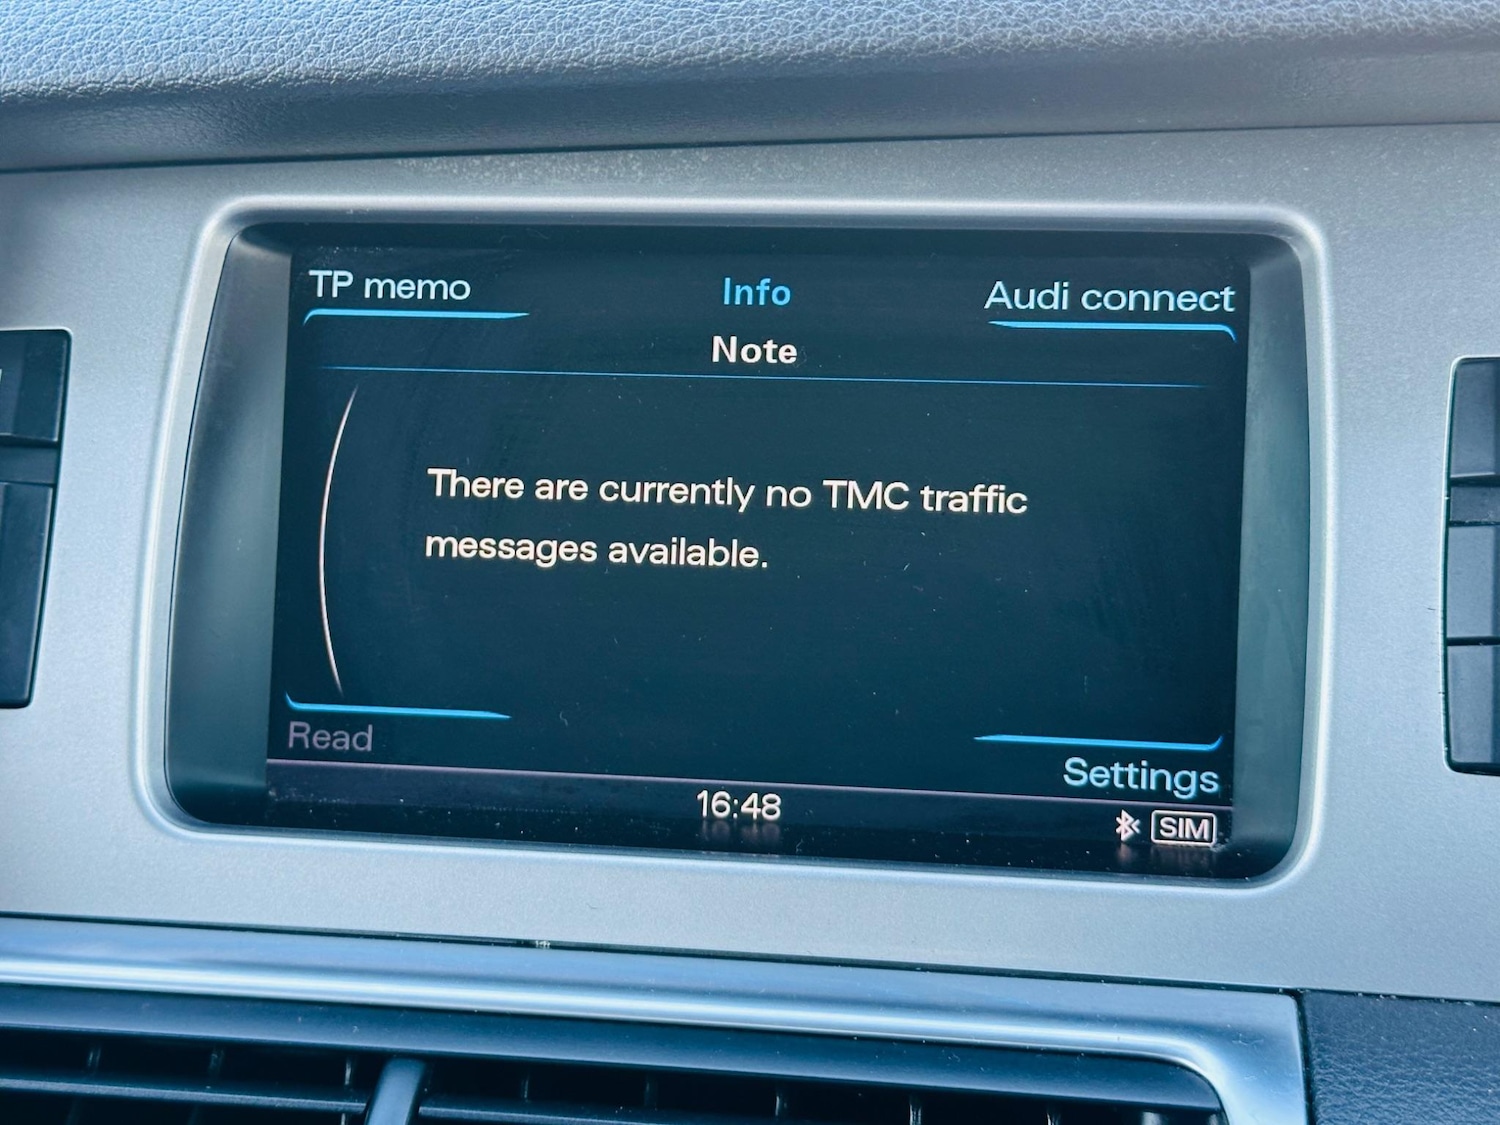 TP memo
Info
Audi connect
Note
There are currently no TMC traffic
messages available.
Read
Settings
16:48
SIM